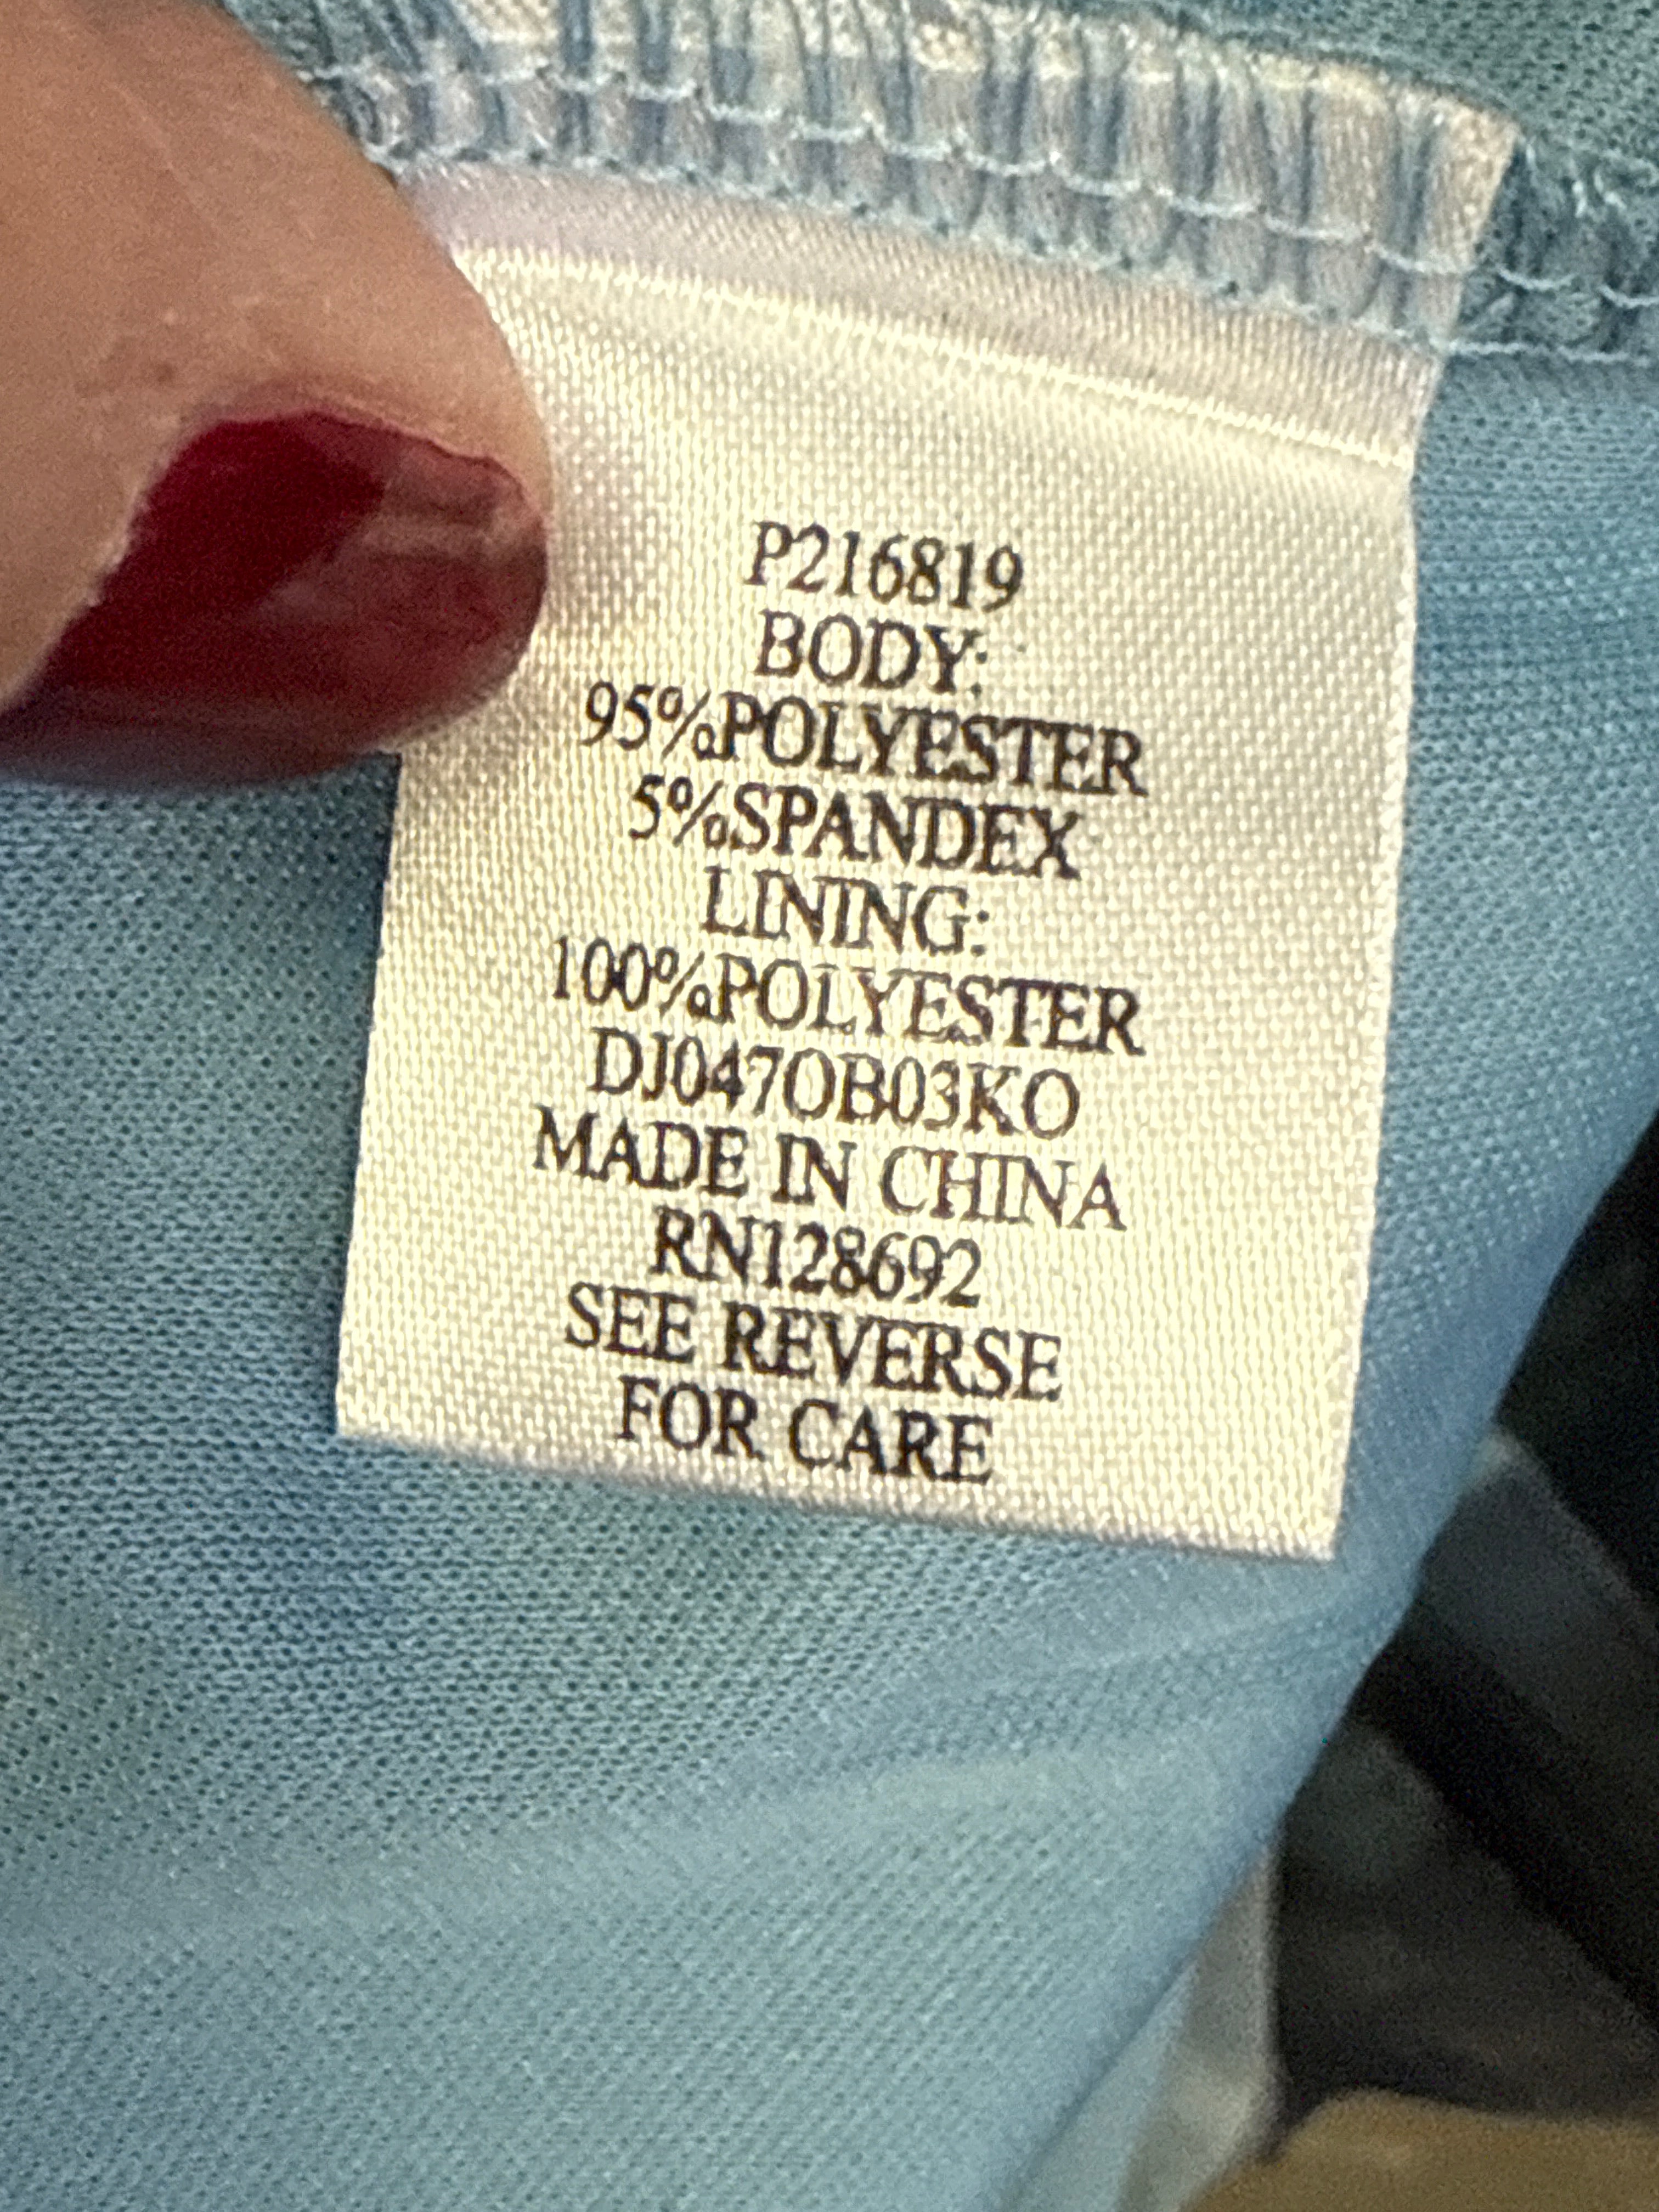 P216819
BODY:
95%POLYESTER
5%SPANDEX
LINING:
100%POLYESTER
DJ047OB03KO
MADE IN CHINA
RN128692
SEE REVERSE
FOR CARE